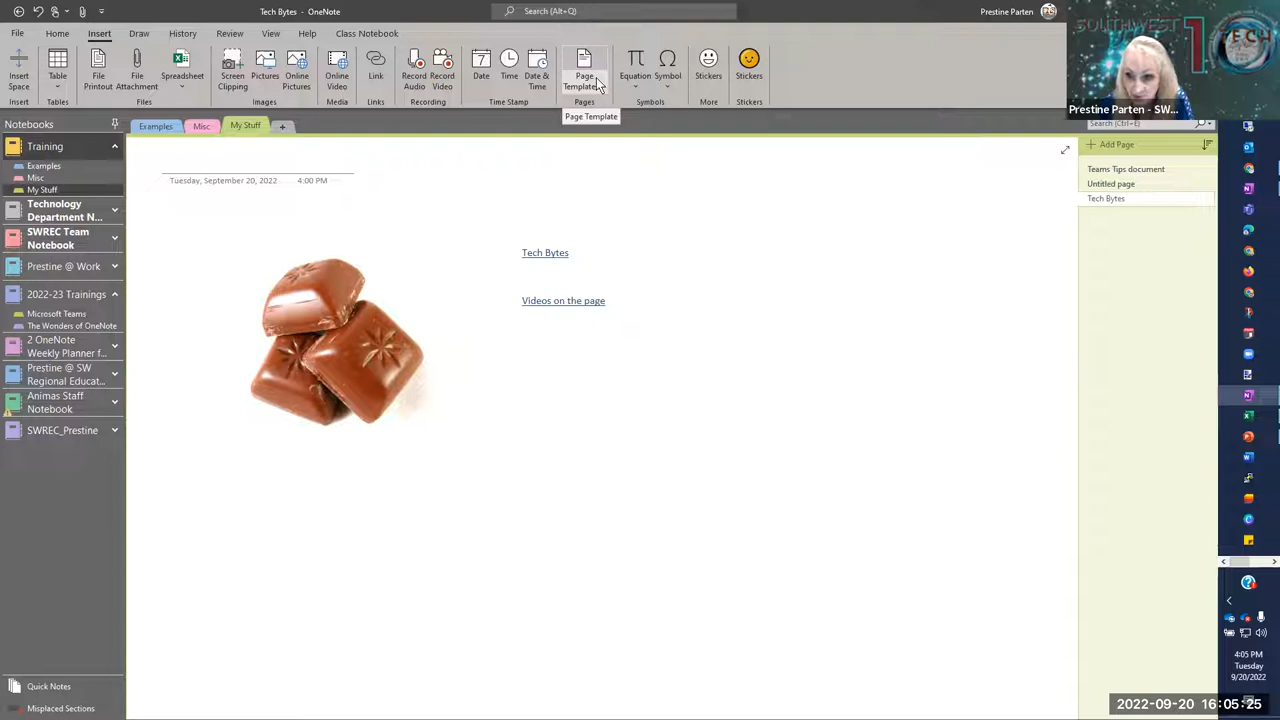 Tech Bytes - OneNote
Search (Alt+Q)
Prestine Parten
File Home Insert Draw History Review View Help Class Notebook
Insert Space
Table
File Printout
File Attachment
Spreadsheet
Screen Clipping
Pictures
Online Pictures
Online Video
Link
Record Audio
Record Video
Date
Time
Date & Time
Page Templates
Equation
Symbol
Stickers
Stickers
Insert Tables Files Images Media Links Recording Time Stamp Pages Symbols More Stickers
Page Template
SOUTHWEST 1 TECH
Prestine Parten - SW...
Notebooks
Examples Misc My Stuff
Search (Ctrl+E)
Training
Examples
Misc
My Stuff
Technology
Department N...
SWREC Team
Notebook
Prestine @ Work
2022-23 Trainings
Microsoft Teams
The Wonders of OneNote
2 OneNote
Weekly Planner f...
Prestine @ SW
Regional Educat...
Animas Staff
Notebook
SWREC_Prestine
Quick Notes
Misplaced Sections
Tuesday, September 20, 2022 4:00 PM
Tech Bytes
Videos on the page
Add Page
Teams Tips document
Untitled page
Tech Bytes
4:05 PM
Tuesday
9/20/2022
2022-09-20 16:05:25